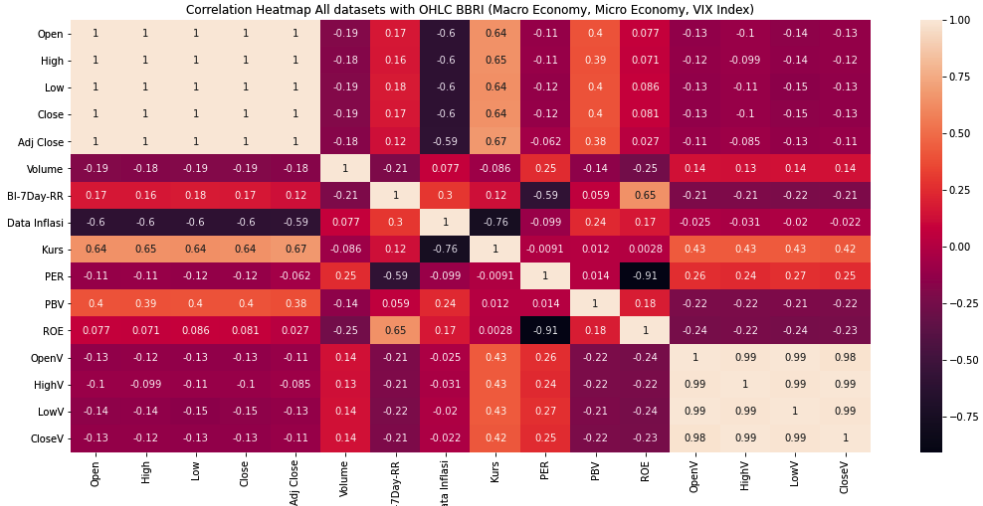 Correlation Heatmap All datasets with OHLC BBRI (Macro Economy, Micro Economy, VIX Index)
Open 1 1 1 1 1 -0.19 0.17 -0.6 0.64 -0.11 0.4 0.077 -0.13 -0.1 -0.14 -0.13
High 1 1 1 1 1 -0.18 0.16 -0.6 0.65 -0.11 0.39 0.071 -0.12 -0.099 -0.14 -0.12
Low 1 1 1 1 1 -0.19 0.18 -0.6 0.64 -0.12 0.4 0.086 -0.13 -0.11 -0.15 -0.13
Close 1 1 1 1 1 -0.19 0.17 -0.6 0.64 -0.12 0.4 0.081 -0.13 -0.1 -0.15 -0.13
Adj Close 1 1 1 1 1 -0.18 0.12 -0.59 0.67 -0.062 0.38 0.027 -0.11 -0.085 -0.13 -0.11
Volume -0.19 -0.18 -0.19 -0.19 -0.18 1 -0.21 0.077 -0.086 0.25 -0.14 -0.25 0.14 0.13 0.14 0.14
BI-7Day-RR 0.17 0.16 0.18 0.17 0.12 -0.21 1 0.3 0.12 -0.59 0.059 0.65 -0.21 -0.21 -0.22 -0.21
Data Inflasi -0.6 -0.6 -0.6 -0.6 -0.59 0.077 0.3 1 -0.76 -0.099 0.24 0.17 -0.025 -0.031 -0.02 -0.022
Kurs 0.64 0.65 0.64 0.64 0.67 -0.086 0.12 -0.76 1 -0.0091 0.012 0.0028 0.43 0.43 0.43 0.42
PER -0.11 -0.11 -0.12 -0.12 -0.062 0.25 -0.59 -0.099 -0.0091 1 0.014 -0.91 0.26 0.24 0.27 0.25
PBV 0.4 0.39 0.4 0.4 0.38 -0.14 0.059 0.24 0.012 0.014 1 0.18 -0.22 -0.22 -0.21 -0.22
ROE 0.077 0.071 0.086 0.081 0.027 -0.25 0.65 0.17 0.0028 -0.91 0.18 1 -0.24 -0.22 -0.24 -0.23
OpenV -0.13 -0.12 -0.13 -0.13 -0.11 0.14 -0.21 -0.025 0.43 0.26 -0.22 -0.24 1 0.99 0.99 0.98
HighV -0.1 -0.099 -0.11 -0.1 -0.085 0.13 -0.21 -0.031 0.43 0.24 -0.22 -0.22 0.99 1 0.99 0.99
LowV -0.14 -0.14 -0.15 -0.15 -0.13 0.14 -0.22 -0.02 0.43 0.27 -0.21 -0.24 0.99 0.99 1 0.99
CloseV -0.13 -0.12 -0.13 -0.13 -0.11 0.14 -0.21 -0.022 0.42 0.25 -0.22 -0.23 0.98 0.99 0.99 1
Open
High
Low
Close
Adj Close
Volume
-7Day-RR
ata Inflasi
Kurs
PER
PBV
ROE
OpenV
HighV
LowV
CloseV
1.00
0.75
0.50
0.25
0.00
-0.25
-0.50
-0.75